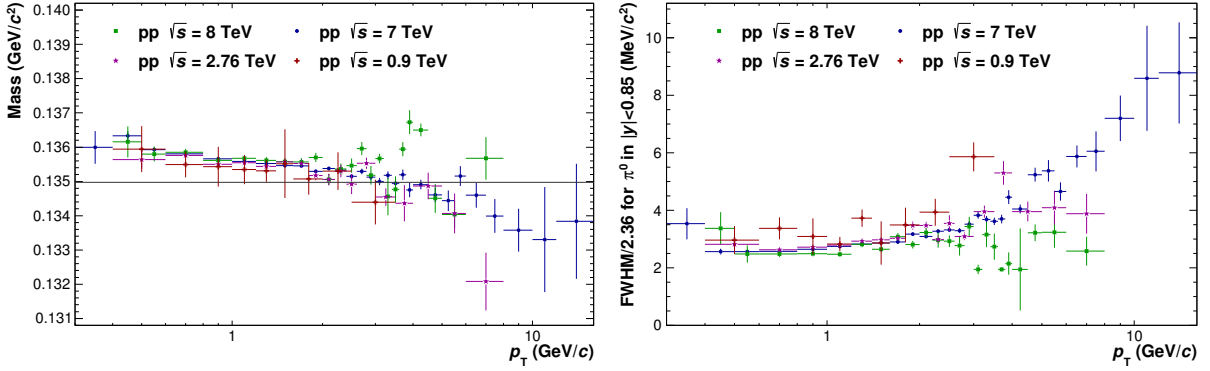 Mass (GeV/c²)
0.14
0.139
0.138
0.137
0.136
0.135
0.134
0.133
0.132
0.131
pp √s = 8 TeV
pp √s = 7 TeV
pp √s = 2.76 TeV
pp √s = 0.9 TeV
1
10
p_T (GeV/c)
FWHM/2.36 for π⁰ in |y|<0.85 (MeV/c²)
10
8
6
4
2
0
pp √s = 8 TeV
pp √s = 7 TeV
pp √s = 2.76 TeV
pp √s = 0.9 TeV
1
10
p_T (GeV/c)